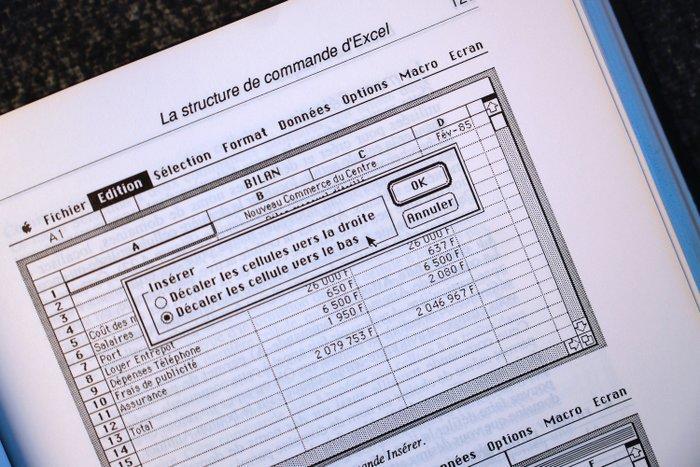 La structure de commande d'Excel
Fichier Edition Sélection Format Données Options Macro Ecran
A1
BILAN
A B C D
1 Nouveau Commerce du Centre Fév-85
2
3
4
5 Coût des
6 Salaires
7 Port
8 Loyer Entrepôt
9 Dépenses Téléphone
10 Frais de publicité
11 Assurance
12
13 Total
14
15
Insérer
Décaler les cellules vers la droite
Décaler les cellule vers le bas
OK
Annuler
26 000 F 26 000 F
650 F 637 F
6 500 F 6 500 F
1 950 F 2 080 F
2 079 753 F 2 046 967 F
Insérer.
Données Options Macro Ecran